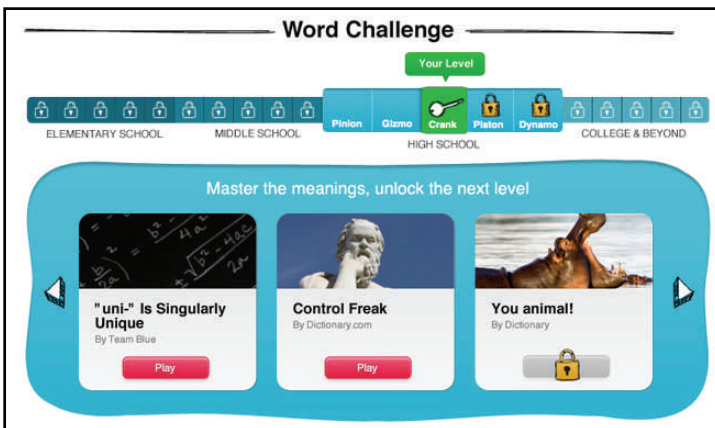 Word Challenge
Your Level
Pinion Gizmo Crank Piston Dynamo
ELEMENTARY SCHOOL MIDDLE SCHOOL HIGH SCHOOL COLLEGE & BEYOND
Master the meanings, unlock the next level
"uni-" Is Singularly
Unique
By Team Blue
Play
Control Freak
By Dictionary.com
Play
You animal!
By Dictionary